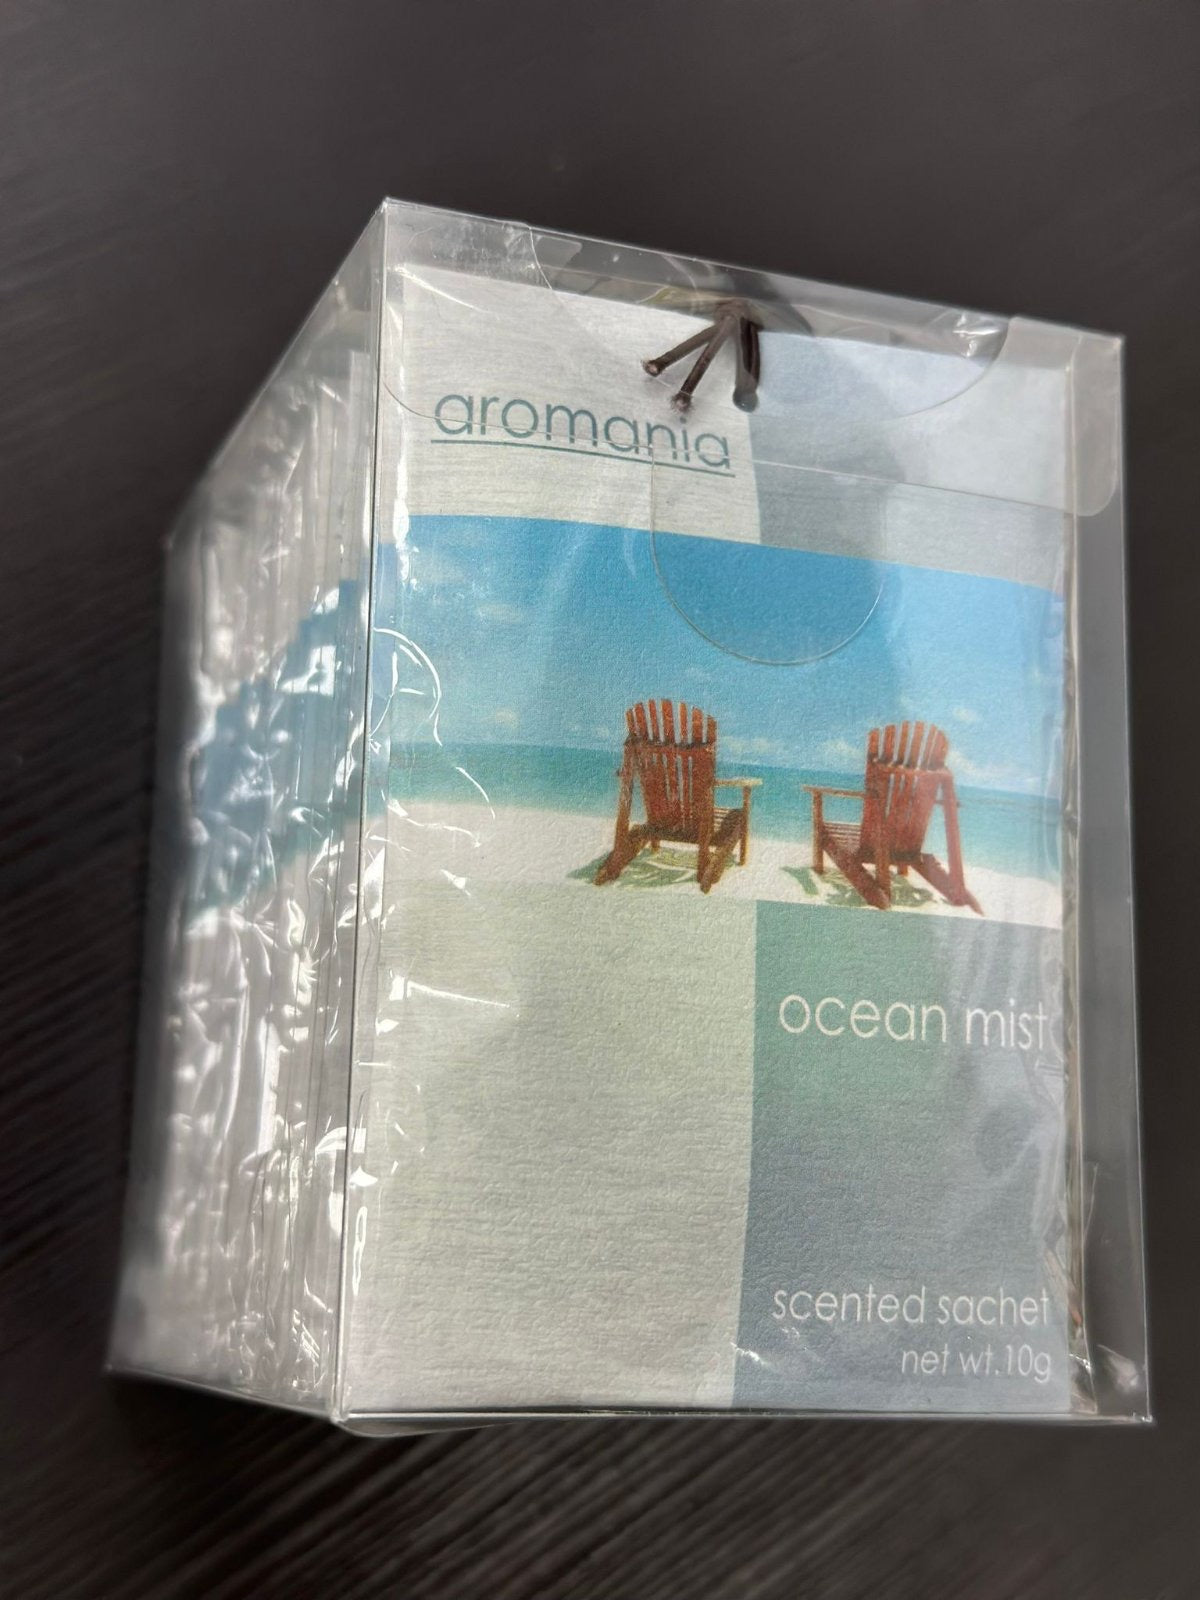 aromania
ocean mist
scented sachet
net wt.10g